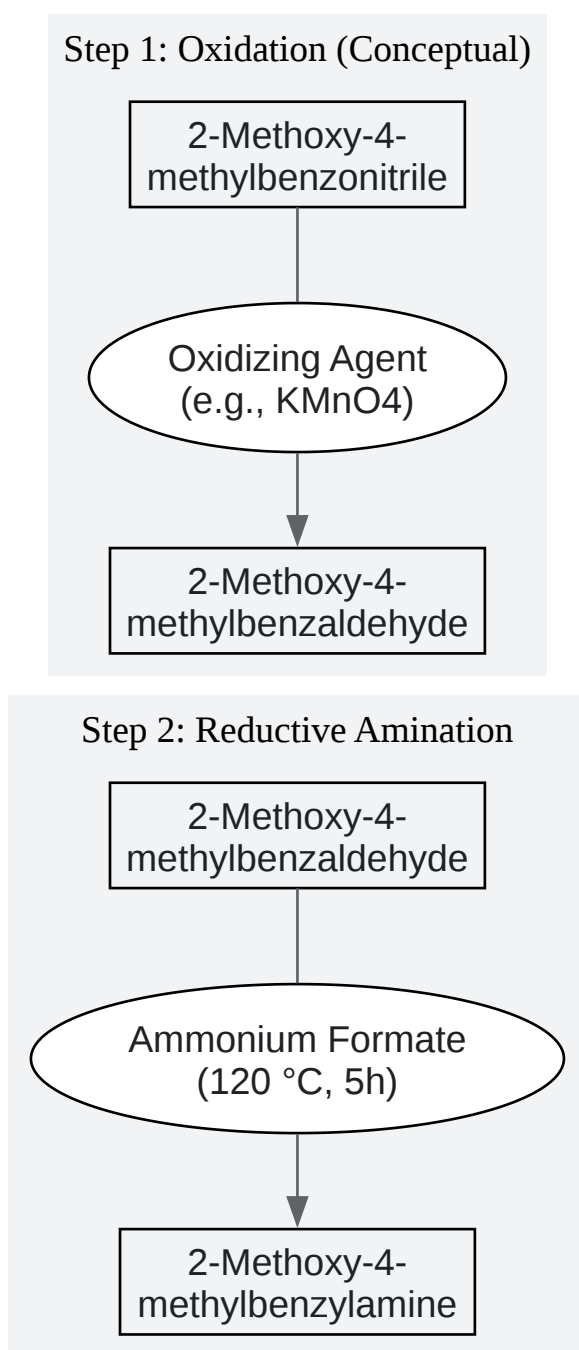 Step 1: Oxidation (Conceptual)
2-Methoxy-4-
methylbenzonitrile
Oxidizing Agent
(e.g., KMnO4)
2-Methoxy-4-
methylbenzaldehyde
Step 2: Reductive Amination
2-Methoxy-4-
methylbenzaldehyde
Ammonium Formate
(120 °C, 5h)
2-Methoxy-4-
methylbenzylamine